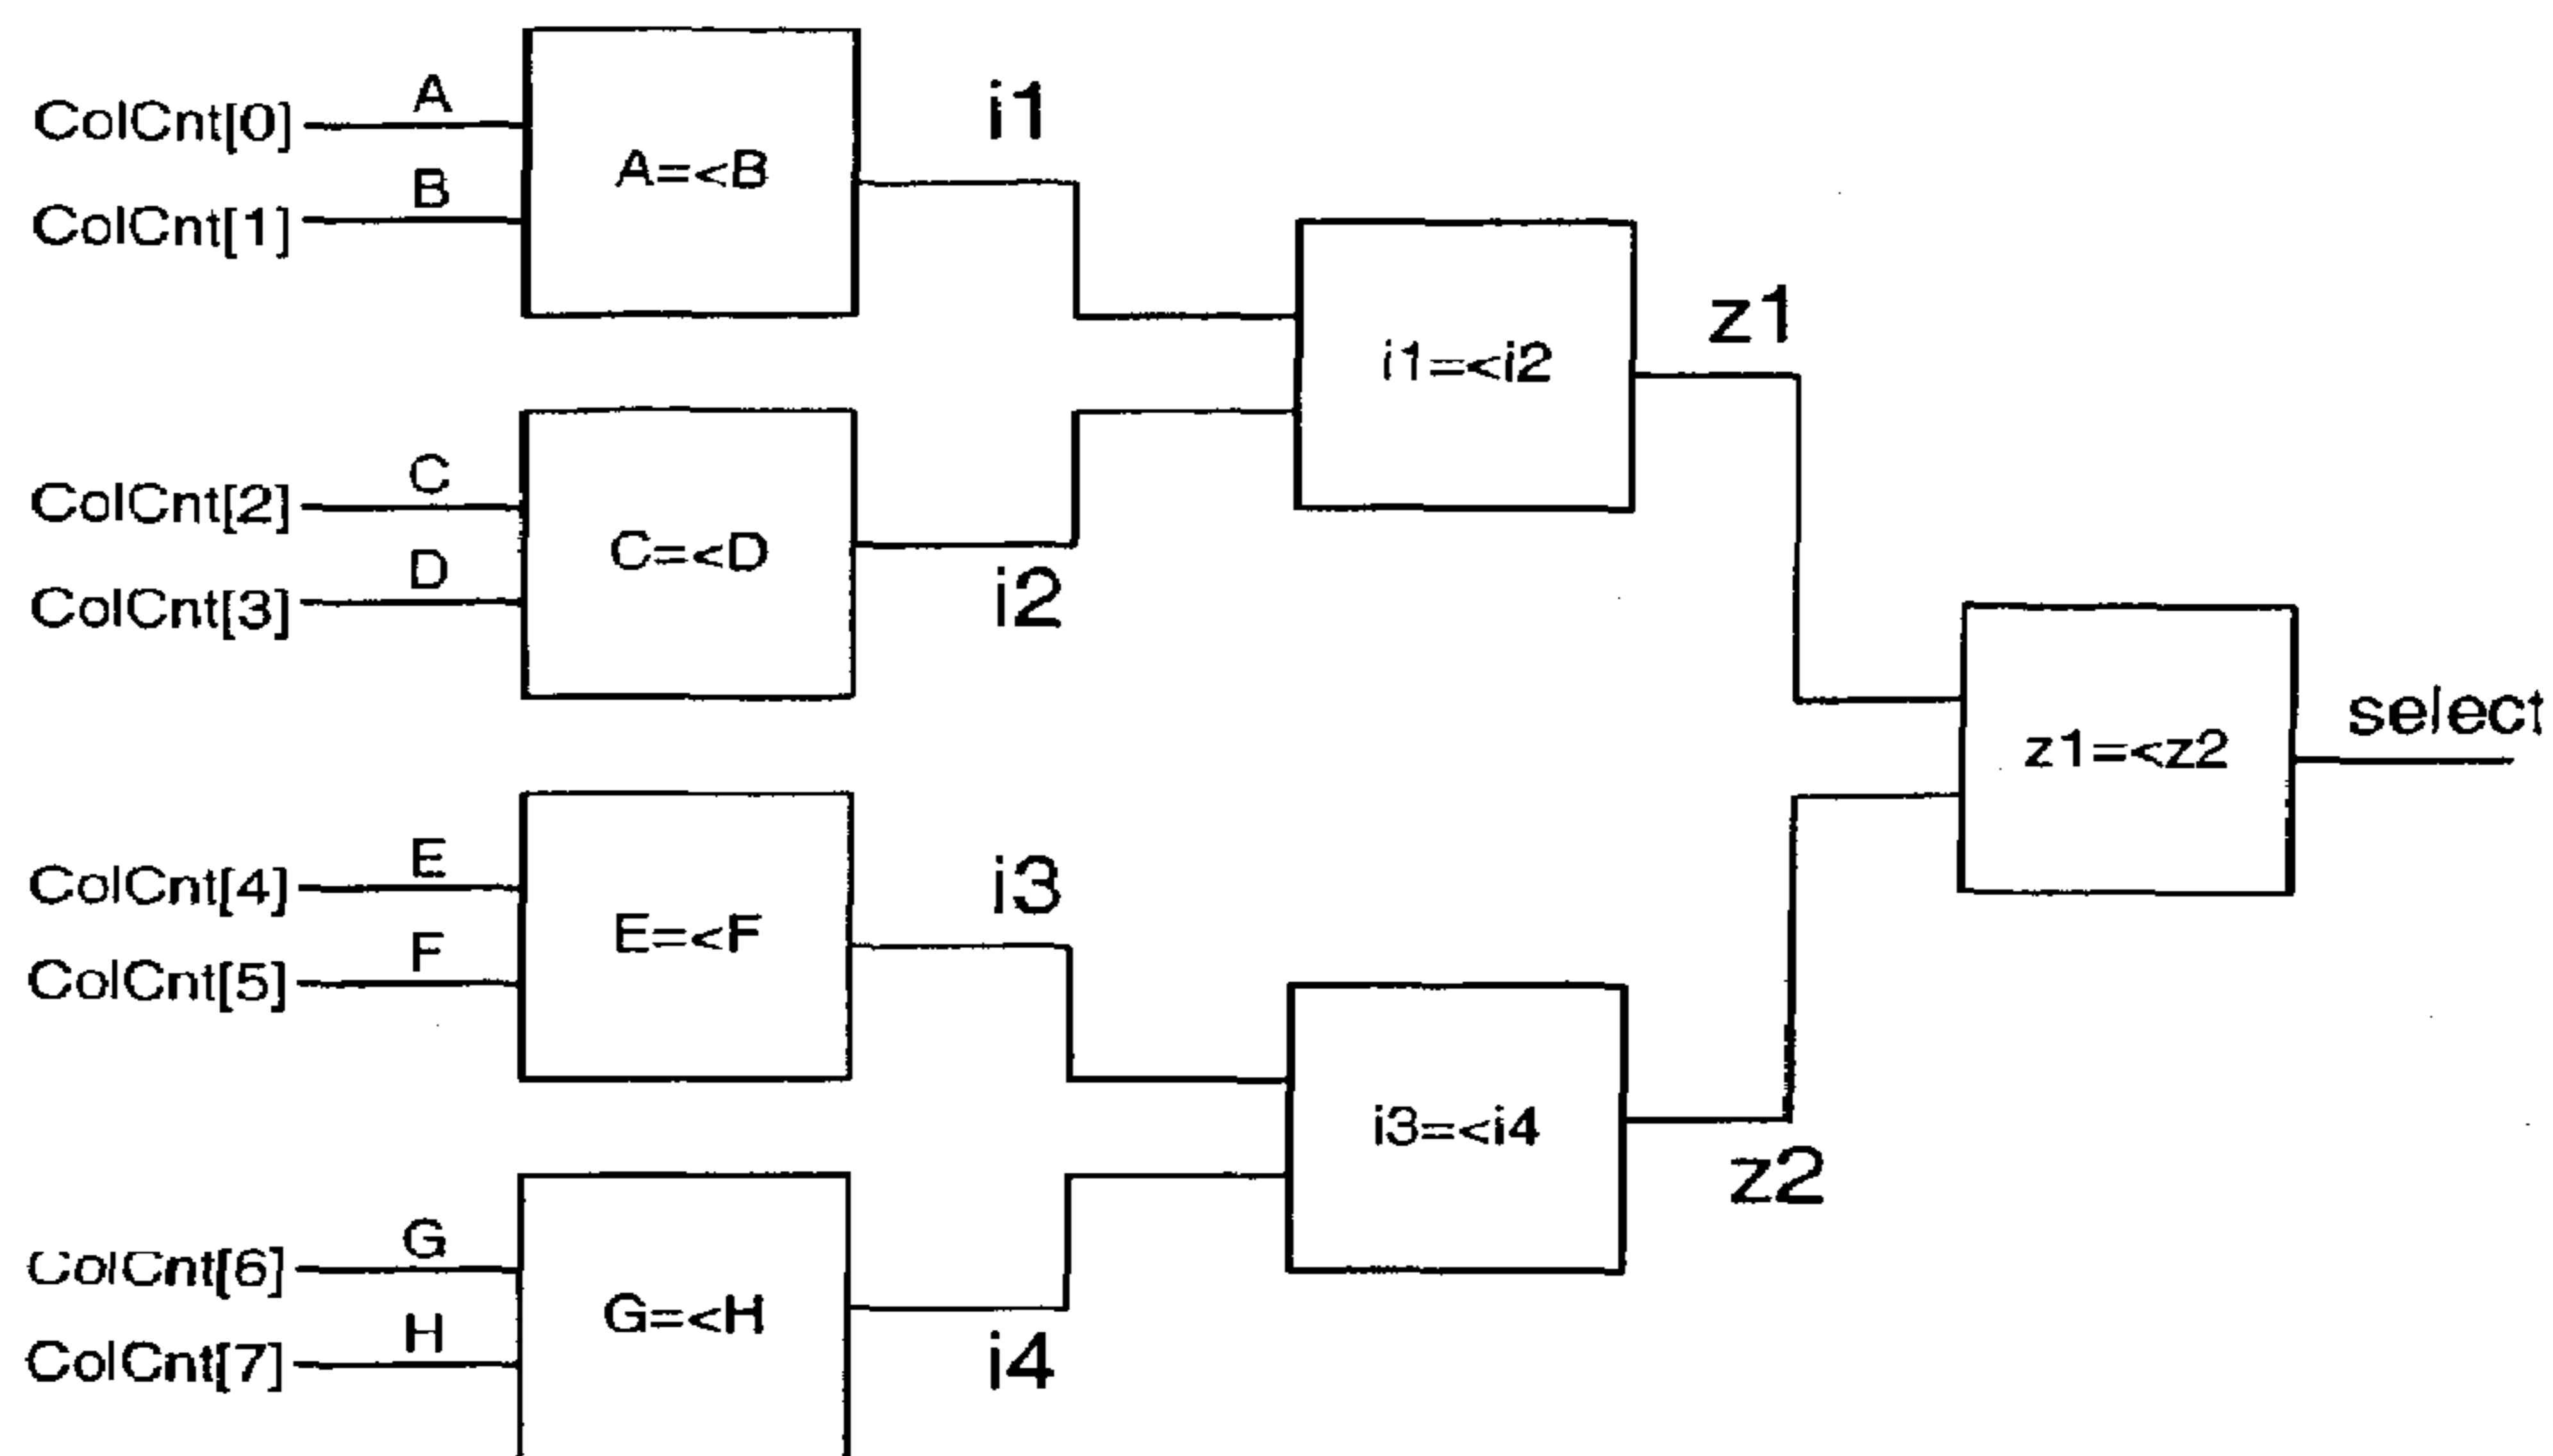 ColCnt[0]
A
ColCnt[1]
B
A=<B
i1
ColCnt[2]
C
ColCnt[3]
D
C=<D
i2
i1=<i2
z1
ColCnt[4]
E
ColCnt[5]
F
E=<F
i3
ColCnt[6]
G
ColCnt[7]
H
G=<H
i4
i3=<i4
z2
z1=<z2
select